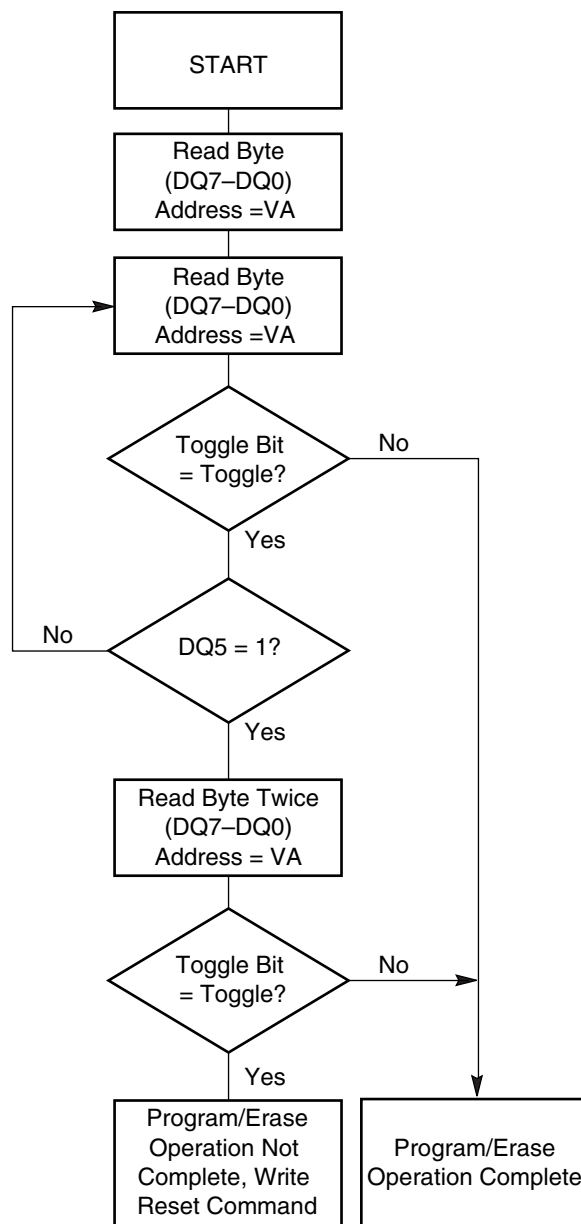 START
Read Byte
(DQ7–DQ0)
Address =VA
Read Byte
(DQ7–DQ0)
Address =VA
Toggle Bit
= Toggle?
No
Yes
No
DQ5 = 1?
Yes
Read Byte Twice
(DQ7–DQ0)
Address = VA
Toggle Bit
= Toggle?
No
Yes
Program/Erase
Operation Not
Complete, Write
Reset Command
Program/Erase
Operation Complete